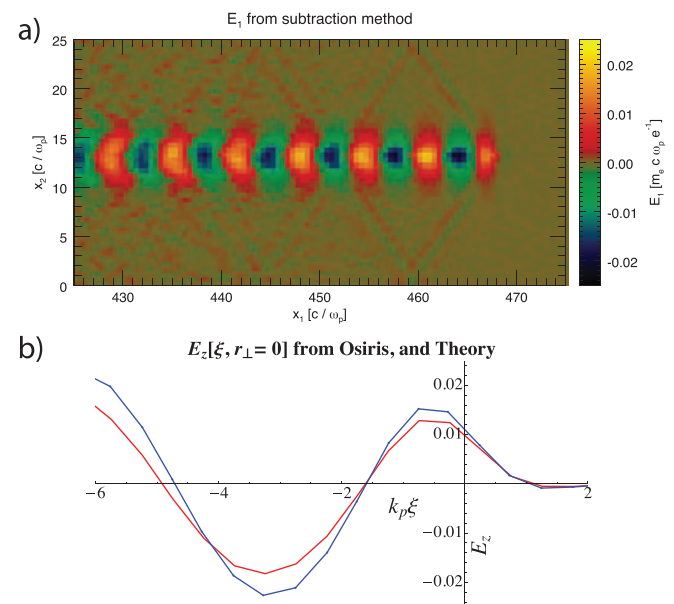 a)
E1 from subtraction method
25
20
15
10
5
0
x2 [c / ωp]
430
440
450
460
470
x1 [c / ωp]
0.02
0.01
0.00
-0.01
-0.02
E1 [me c ωp e-1]
b)
Ez[ξ, r⊥= 0] from Osiris, and Theory
0.02
0.01
−6
−4
−2
2
kpξ
−0.01
−0.02
Ez